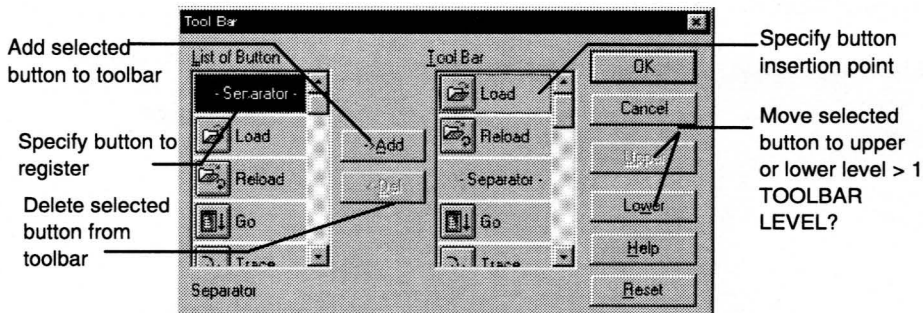 Tool Bar
Add selected
button to toolbar
Specify button to
register
Delete selected
button from
toolbar
List of Button
- Separator -
Load
Reload
Go
Trace
Separator
Add
Del
Tool Bar
Load
Reload
- Separator -
Go
Trace
OK
Cancel
Upper
Lower
Help
Reset
Specify button
insertion point
Move selected
button to upper
or lower level > 1
TOOLBAR
LEVEL?